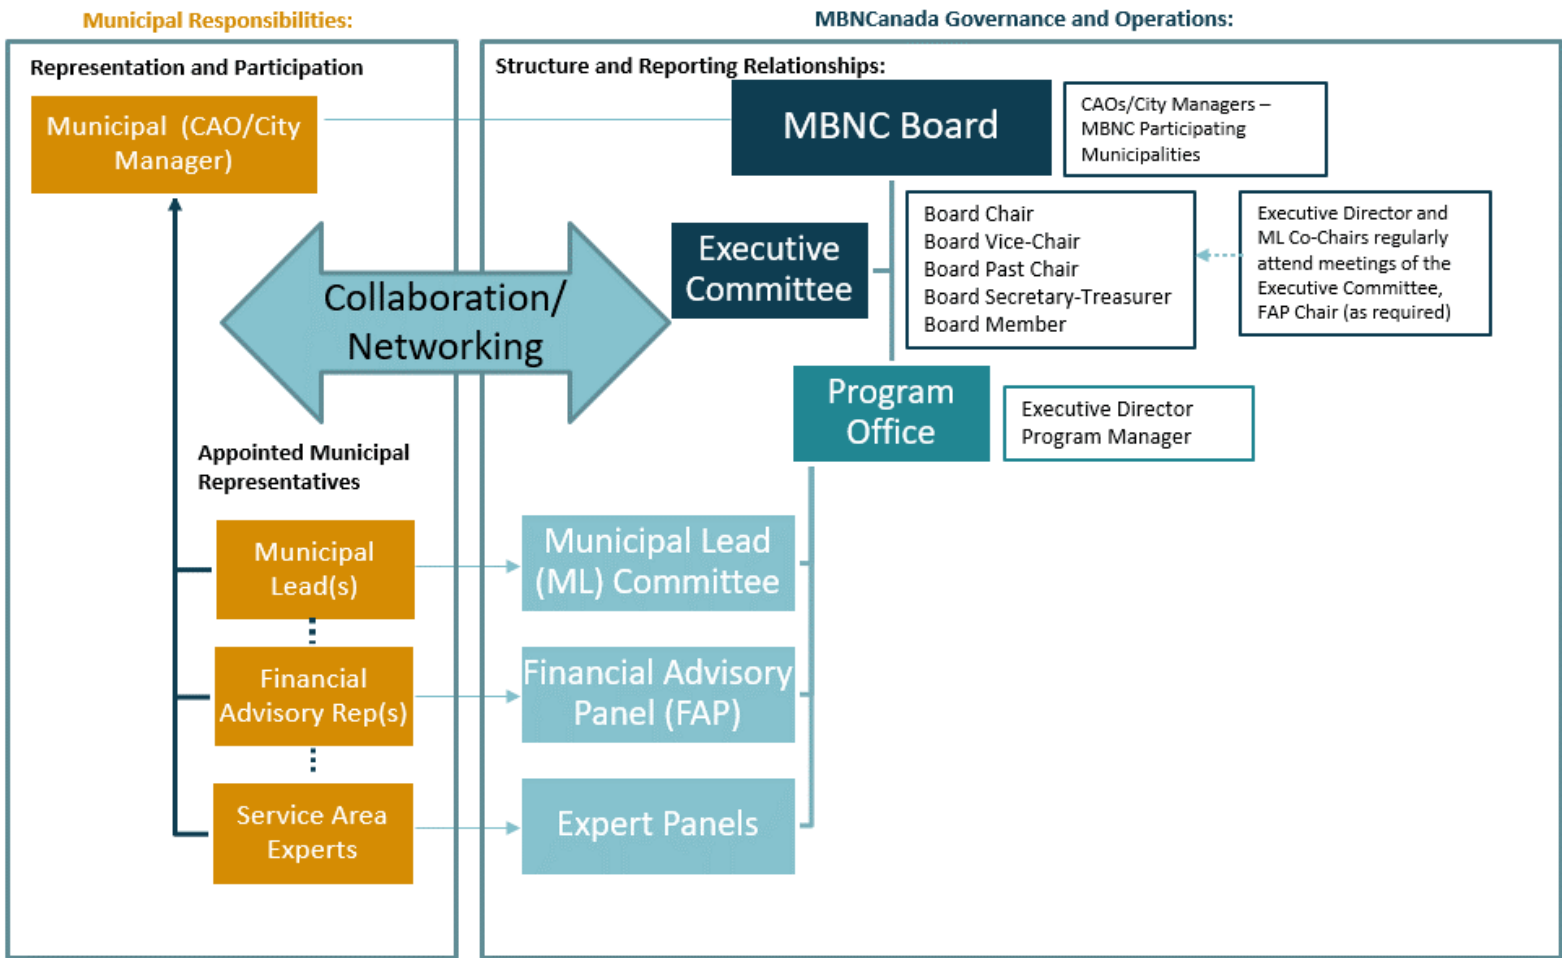 Municipal Responsibilities:
MBNCanada Governance and Operations:
Representation and Participation
Municipal (CAO/City
Manager)
Structure and Reporting Relationships:
MBNC Board
CAOs/City Managers –
MBNC Participating
Municipalities
Executive
Committee
Board Chair
Board Vice-Chair
Board Past Chair
Board Secretary-Treasurer
Board Member
Executive Director and
ML Co-Chairs regularly
attend meetings of the
Executive Committee,
FAP Chair (as required)
Collaboration/
Networking
Program
Office
Executive Director
Program Manager
Appointed Municipal
Representatives
Municipal
Lead(s)
Municipal Lead
(ML) Committee
Financial
Advisory Rep(s)
Financial Advisory
Panel (FAP)
Service Area
Experts
Expert Panels